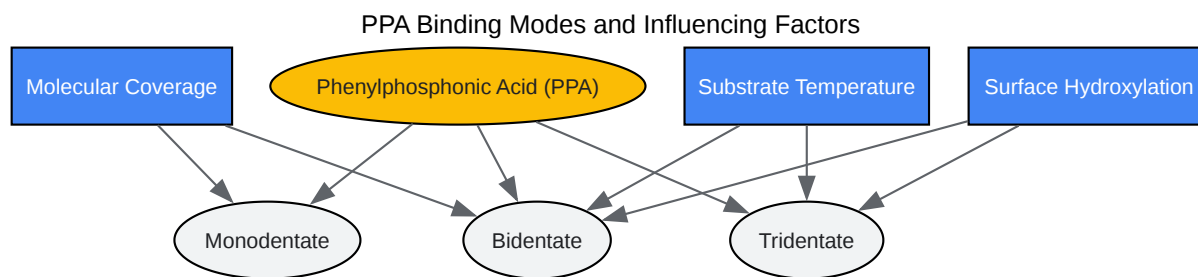 PPA Binding Modes and Influencing Factors
Molecular Coverage
Phenylphosphonic Acid (PPA)
Substrate Temperature
Surface Hydroxylation
Monodentate
Bidentate
Tridentate